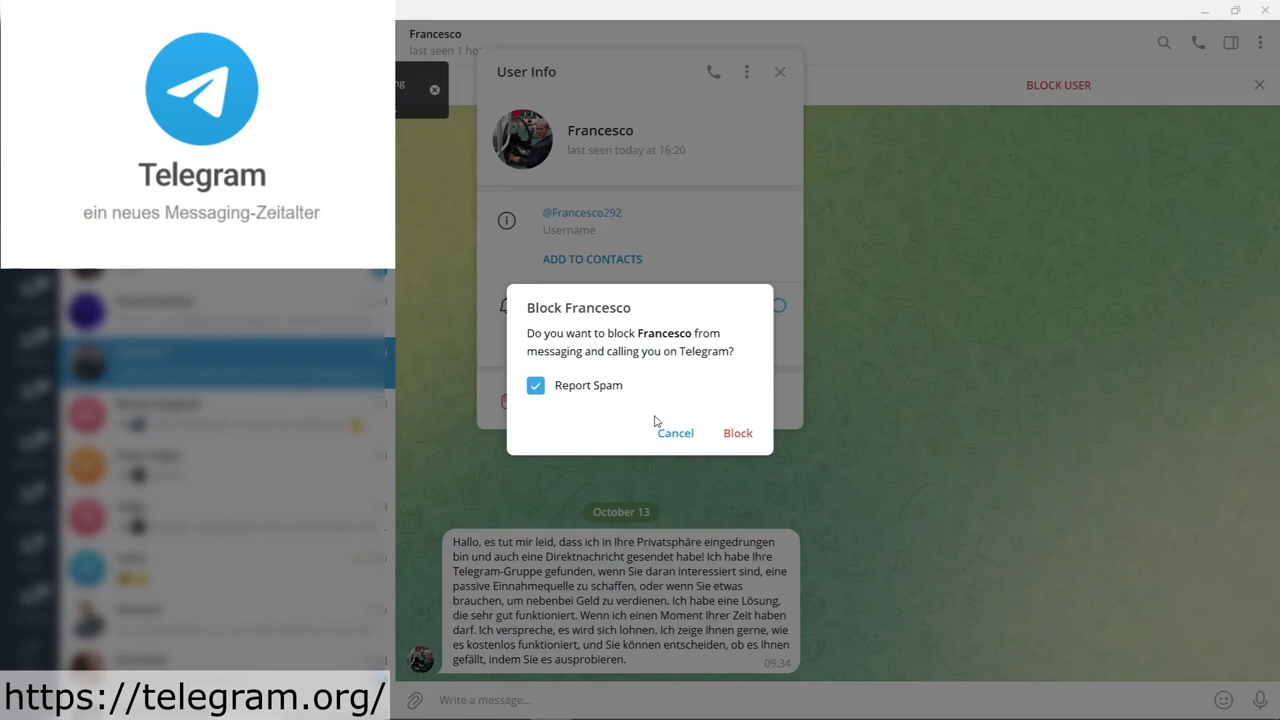 Telegram
ein neues Messaging-Zeitalter
Francesco
last seen 1 ho
ng
User Info
BLOCK USER
Francesco
last seen today at 16:20
@Francesco292
Username
ADD TO CONTACTS
Block Francesco
Do you want to block Francesco from
messaging and calling you on Telegram?
Report Spam
Cancel
Block
October 13
Hallo, es tut mir leid, dass ich in Ihre Privatsphäre eingedrungen
bin und auch eine Direktnachricht gesendet habe! Ich habe Ihre
Telegram-Gruppe gefunden, wenn Sie daran interessiert sind, eine
passive Einnahmequelle zu schaffen, oder wenn Sie etwas
brauchen, um nebenbei Geld zu verdienen. Ich habe eine Lösung,
die sehr gut funktioniert. Wenn ich einen Moment Ihrer Zeit haben
darf. Ich verspreche, es wird sich lohnen. Ich zeige Ihnen gerne, wie
es kostenlos funktioniert, und Sie können entscheiden, ob es Ihnen
gefällt, indem Sie es ausprobieren.
09:34
Write a message...
https://telegram.org/